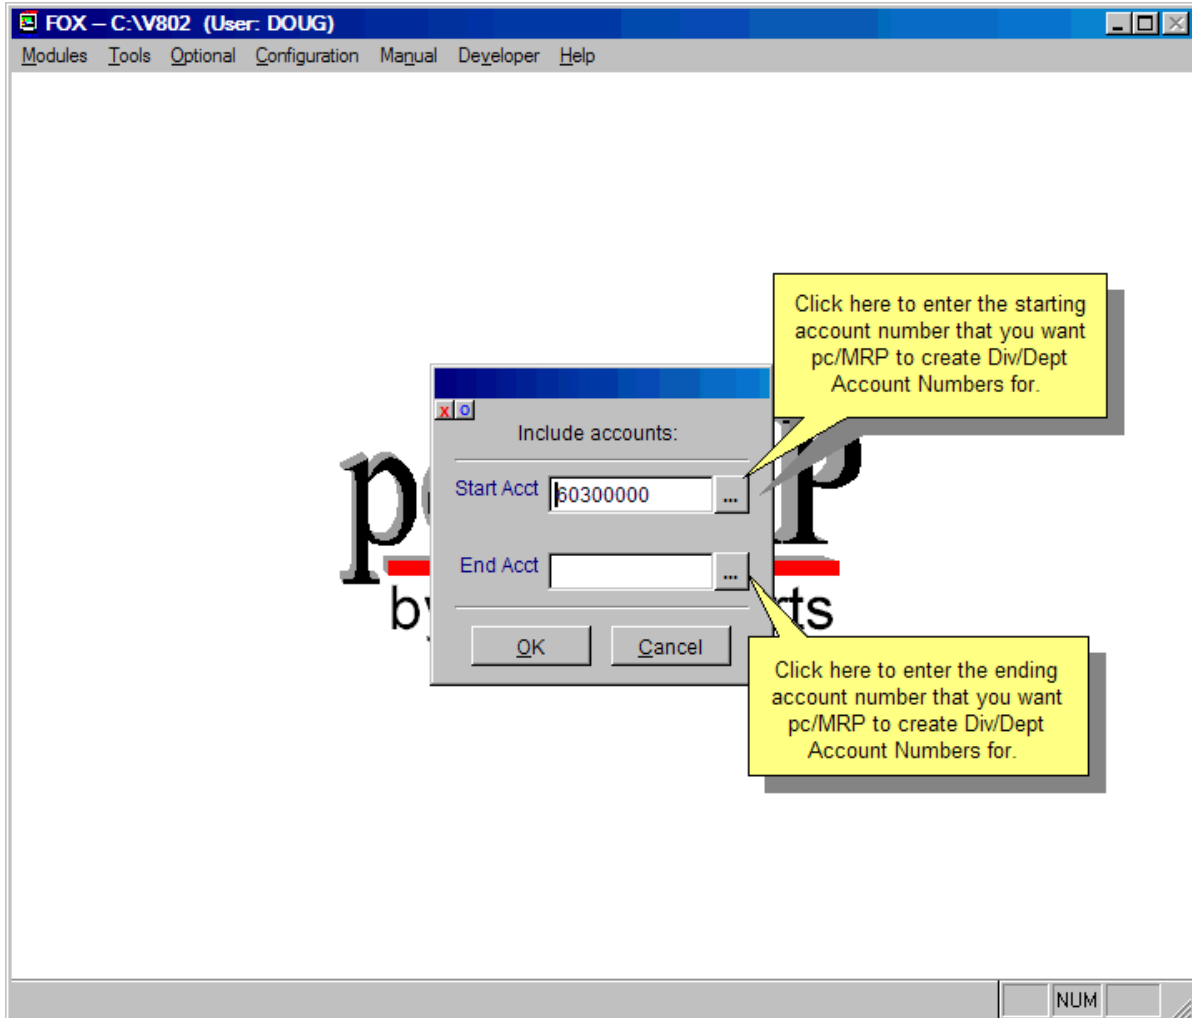 FOX – C:\V802 (User: DOUG)
Modules Tools Optional Configuration Manual Developer Help
Click here to enter the starting
account number that you want
pc/MRP to create Div/Dept
Account Numbers for.
x o
Include accounts:
Start Acct 60300000 ...
End Acct ...
by
OK Cancel
Click here to enter the ending
account number that you want
pc/MRP to create Div/Dept
Account Numbers for.
NUM